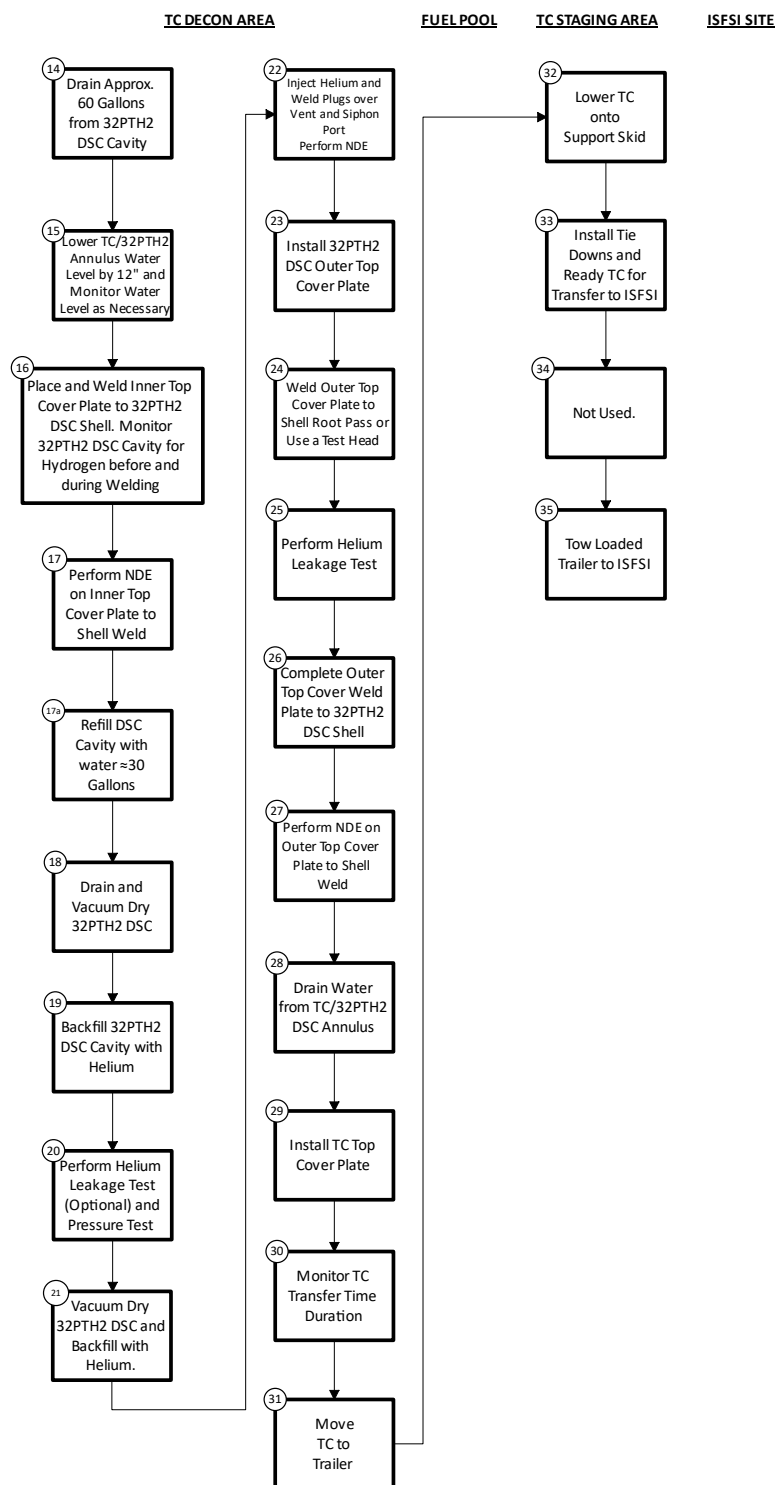 TC DECON AREA
FUEL POOL
TC STAGING AREA
ISFSI SITE
14
Drain Approx.
60 Gallons
from 32PTH2
DSC Cavity
15
Lower TC/32PTH2
Annulus Water
Level by 12" and
Monitor Water
Level as Necessary
16
Place and Weld Inner Top
Cover Plate to 32PTH2
DSC Shell. Monitor
32PTH2 DSC Cavity for
Hydrogen before and
during Welding
17
Perform NDE
on Inner Top
Cover Plate to
Shell Weld
17a
Refill DSC
Cavity with
water ≈30
Gallons
18
Drain and
Vacuum Dry
32PTH2 DSC
19
Backfill 32PTH2
DSC Cavity with
Helium
20
Perform Helium
Leakage Test
(Optional) and
Pressure Test
21
Vacuum Dry
32PTH2 DSC and
Backfill with
Helium.
22
Inject Helium and
Weld Plugs over
Vent and Siphon
Port
Perform NDE
23
Install 32PTH2
DSC Outer Top
Cover Plate
24
Weld Outer Top
Cover Plate to
Shell Root Pass or
Use a Test Head
25
Perform Helium
Leakage Test
26
Complete Outer
Top Cover Weld
Plate to 32PTH2
DSC Shell
27
Perform NDE on
Outer Top Cover
Plate to Shell
Weld
28
Drain Water
from TC/32PTH2
DSC Annulus
29
Install TC Top
Cover Plate
30
Monitor TC
Transfer Time
Duration
31
Move
TC to
Trailer
32
Lower TC
onto
Support Skid
33
Install Tie
Downs and
Ready TC for
Transfer to ISFSI
34
Not Used.
35
Tow Loaded
Trailer to ISFSI